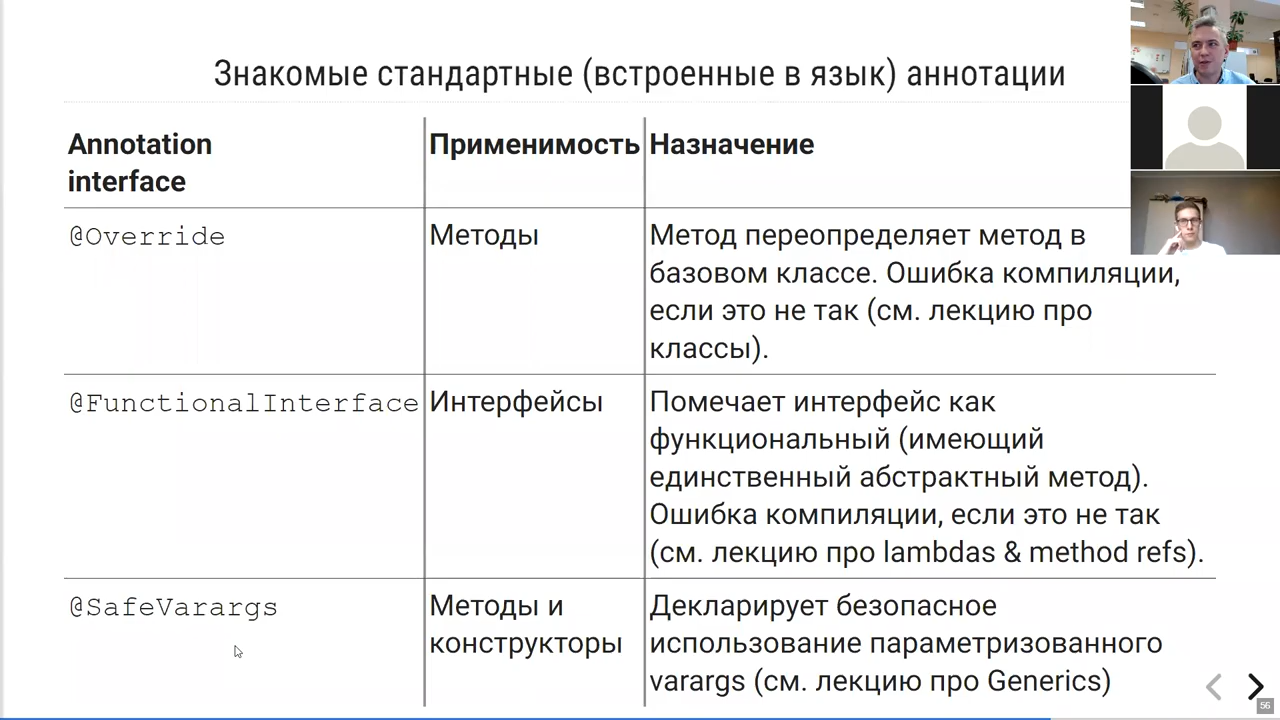 Знакомые стандартные (встроенные в язык) аннотации
Annotation
interface
Применимость
Назначение
@Override
Методы
Метод переопределяет метод в
базовом классе. Ошибка компиляции,
если это не так (см. лекцию про
классы).
@FunctionalInterface
Интерфейсы
Помечает интерфейс как
функциональный (имеющий
единственный абстрактный метод).
Ошибка компиляции, если это не так
(см. лекцию про lambdas & method refs).
@SafeVarargs
Методы и
конструкторы
Декларирует безопасное
использование параметризованного
varargs (см. лекцию про Generics)
56